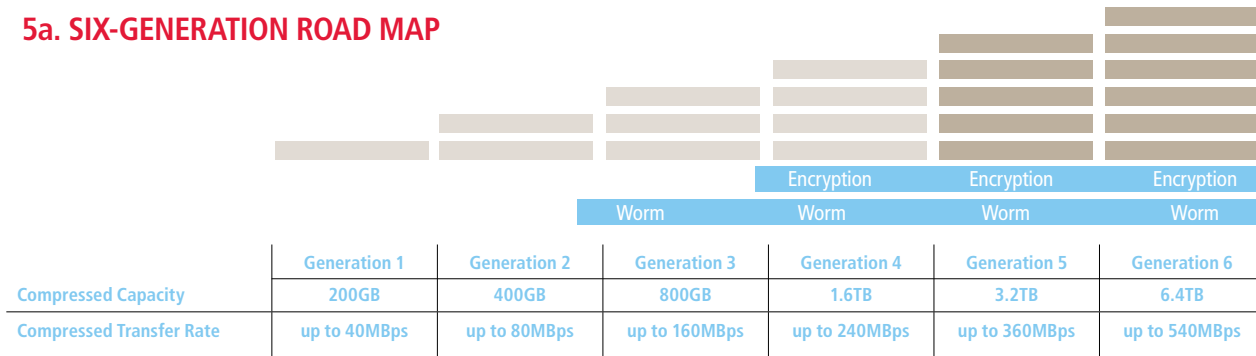 5a. SIX-GENERATION ROAD MAP
Encryption Encryption Encryption
Worm Worm Worm Worm
Generation 1 Generation 2 Generation 3 Generation 4 Generation 5 Generation 6
Compressed Capacity 200GB 400GB 800GB 1.6TB 3.2TB 6.4TB
Compressed Transfer Rate up to 40MBps up to 80MBps up to 160MBps up to 240MBps up to 360MBps up to 540MBps